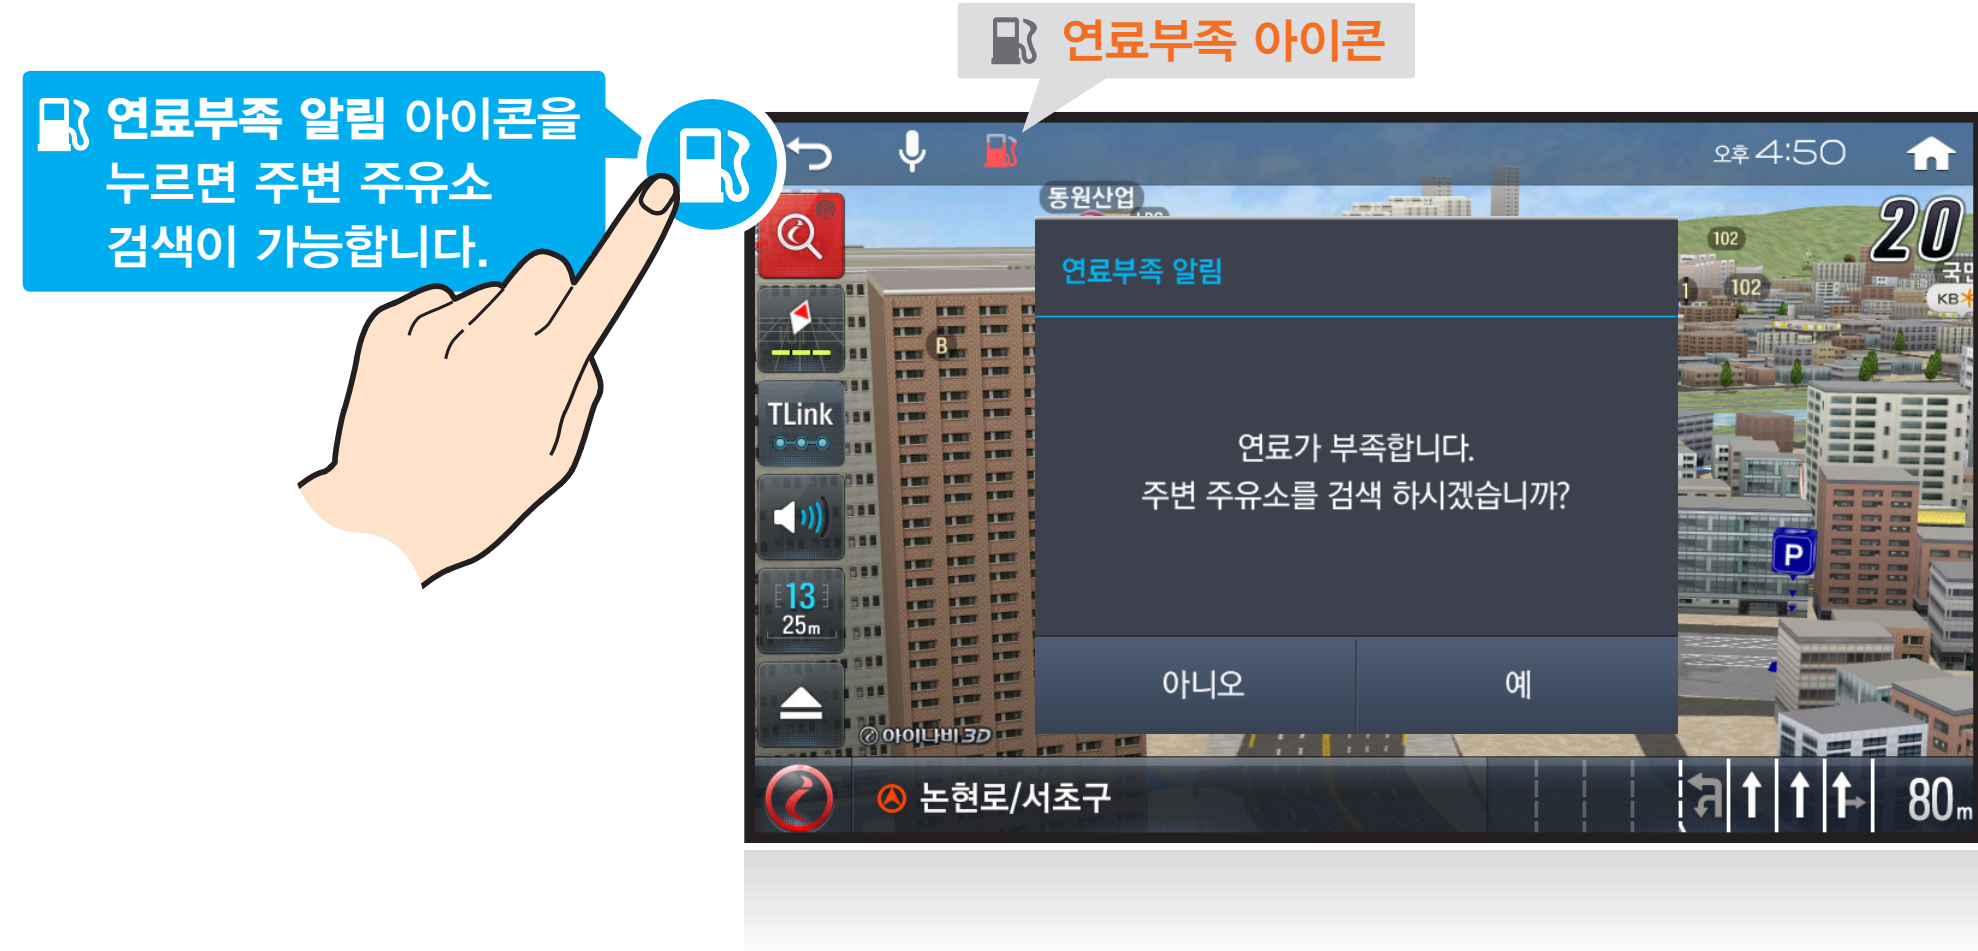 연료부족 아이콘
연료부족 알림 아이콘을
누르면 주변 주유소
검색이 가능합니다.
오후 4:50
동원산업
102
20
1
102
KB
B
TLink
13
25m
연료부족 알림
연료가 부족합니다.
주변 주유소를 검색 하시겠습니까?
아니오
예
P
아이나비 3D
논현로/서초구
80m